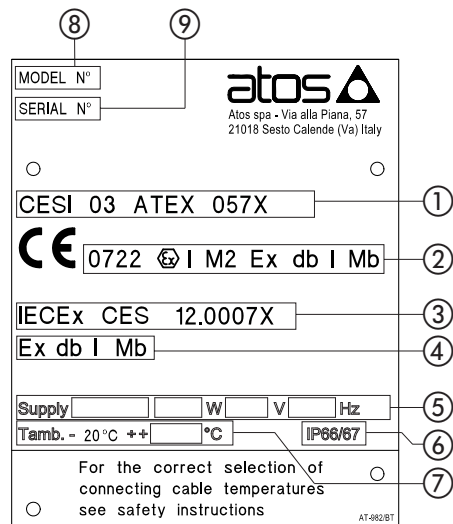 ⑧ ⑨
MODEL N°
SERIAL N°
atos
Atos spa - Via alla Piana, 57
21018 Sesto Calende (Va) Italy
CESI 03 ATEX 057X ①
CE 0722 Ex I M2 Ex db I Mb ②
IECEx CES 12.0007X ③
Ex db I Mb ④
Supply W V Hz ⑤
Tamb. - 20°C ++ °C IP66/67 ⑥
⑦
For the correct selection of
connecting cable temperatures
see safety instructions
AT-982/BT